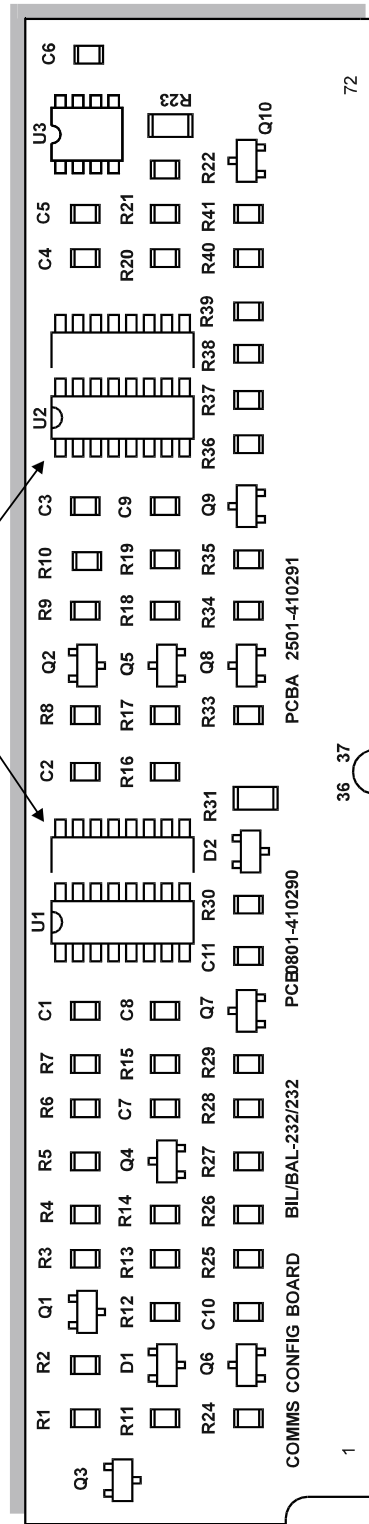 R1 R2 Q1 R3 R4 R5 R6 R7 C1 U1 C2 R8 Q2 R9 R10 C3 U2 C4 C5 U3 C6
Q3
R11 D1 R12 R13 R14 Q4 C7 R15 C8 R16 R17 Q5 R18 R19 C9 R20 R21
R23
R24 Q6 C10 R25 R26 R27 R28 R29 Q7 C11 R30 D2 R31 R33 Q8 R34 R35 Q9 R36 R37 R38 R39 R40 R41 R22
Q10
COMMS CONFIG BOARD BIL/BAL-232/232 PCB0801-410290 PCBA 2501-410291
1 36 37 72